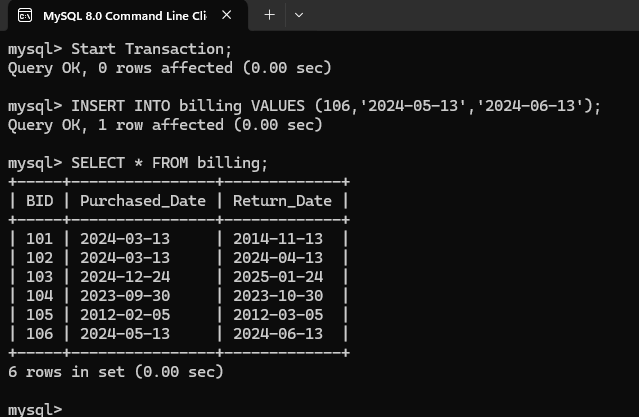 MySQL 8.0 Command Line Cli
mysql> Start Transaction;
Query OK, 0 rows affected (0.00 sec)
mysql> INSERT INTO billing VALUES (106,'2024-05-13','2024-06-13');
Query OK, 1 row affected (0.00 sec)
mysql> SELECT * FROM billing;
+-----+----------------+-------------+
| BID | Purchased_Date | Return_Date |
+-----+----------------+-------------+
| 101 | 2024-03-13     | 2014-11-13  |
| 102 | 2024-03-13     | 2024-04-13  |
| 103 | 2024-12-24     | 2025-01-24  |
| 104 | 2023-09-30     | 2023-10-30  |
| 105 | 2012-02-05     | 2012-03-05  |
| 106 | 2024-05-13     | 2024-06-13  |
+-----+----------------+-------------+
6 rows in set (0.00 sec)
mysql>